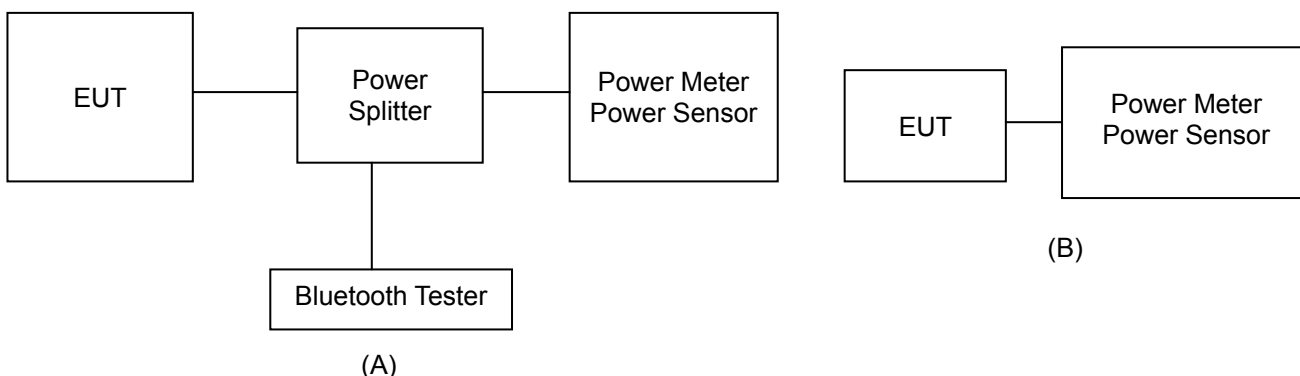 EUT
Power
Splitter
Power Meter
Power Sensor
Bluetooth Tester
(A)
EUT
Power Meter
Power Sensor
(B)